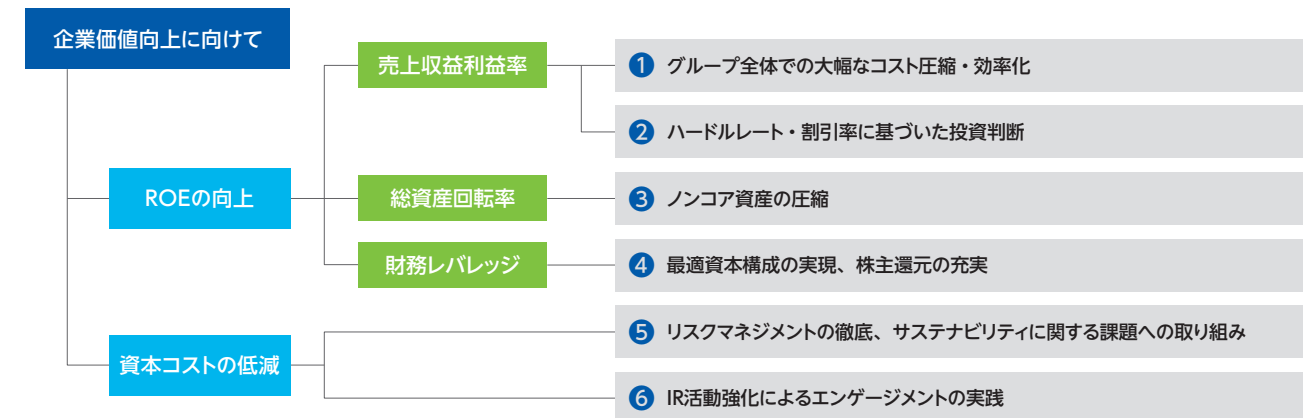 企業価値向上に向けて
売上収益利益率
❶ グループ全体での大幅なコスト圧縮・効率化
❷ ハードルレート・割引率に基づいた投資判断
ROEの向上
総資産回転率
❸ ノンコア資産の圧縮
財務レバレッジ
❹ 最適資本構成の実現、株主還元の充実
資本コストの低減
❺ リスクマネジメントの徹底、サステナビリティに関する課題への取り組み
❻ IR活動強化によるエンゲージメントの実践